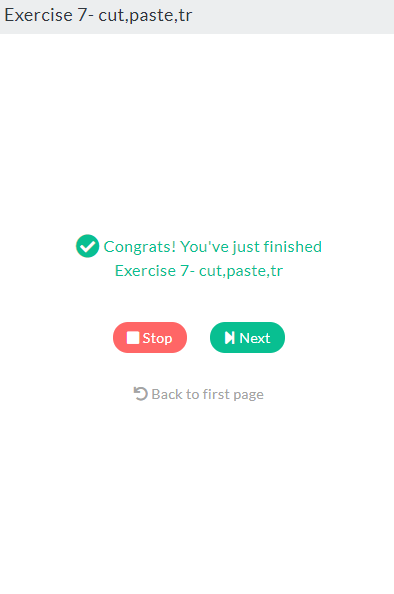 Exercise 7- cut,paste,tr
Congrats! You've just finished
Exercise 7- cut,paste,tr
Stop
Next
Back to first page